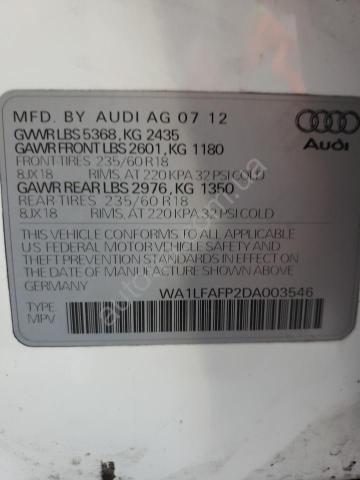 MFD. BY AUDI AG 07 12
GVWR LBS 5368, KG 2435
GAWR FRONT LBS 2601, KG 1180
FRONT-TIRES 235/60 R18
8JX18 RIMS, AT 220 KPA 32 PSI COLD
GAWR REAR LBS 2976, KG 1350
REAR-TIRES 235/60 R18
8JX18 RIMS, AT 220 KPA 32 PSI COLD
Audi
THIS VEHICLE CONFORMS TO ALL APPLICABLE
U.S. FEDERAL MOTOR VEHICLE SAFETY AND
THEFT PREVENTION STANDARDS IN EFFECT ON
THE DATE OF MANUFACTURE SHOWN ABOVE.
WA1LFAFP2DA003546
TYPE
MPV